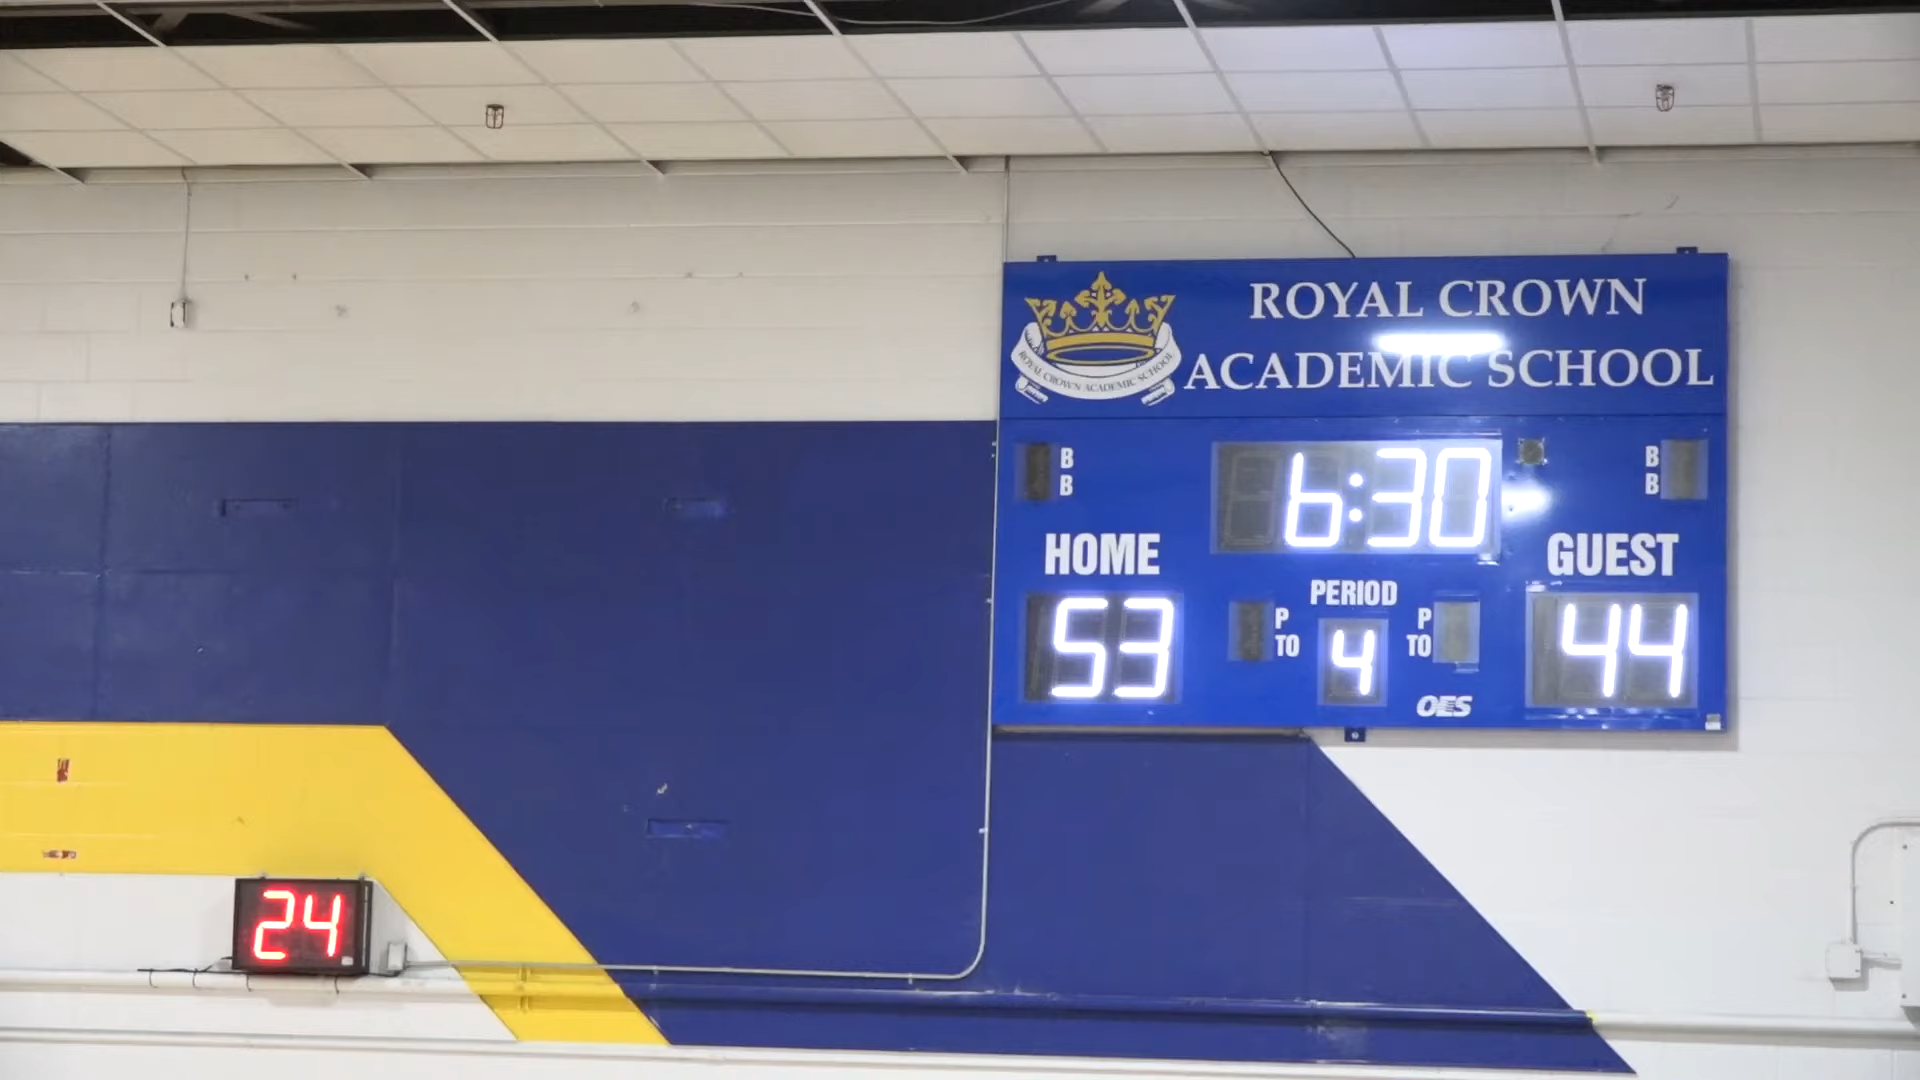 ROYAL CROWN
ACADEMIC SCHOOL
ROYAL CROWN ACADEMIC SCHOOL
B
B
6:30
B
B
HOME
GUEST
PERIOD
53
P
TO
4
P
TO
44
OES
24